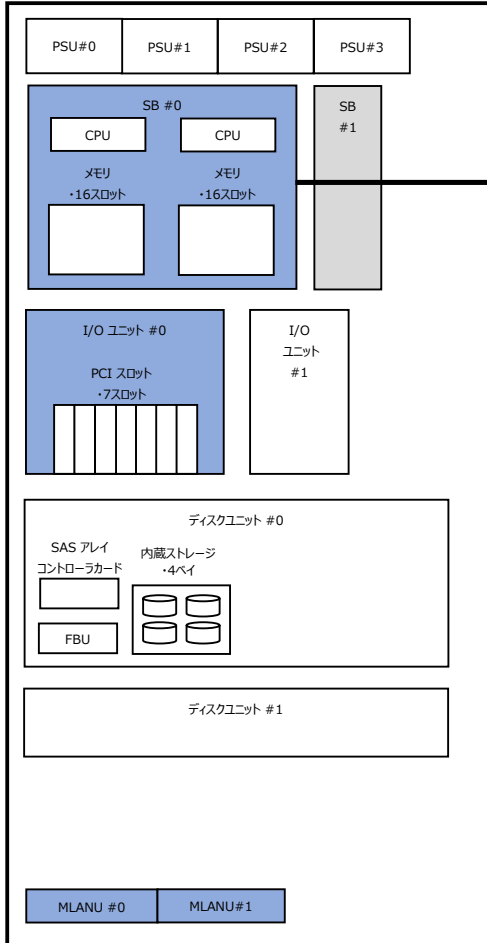 PSU#0
PSU#1
PSU#2
PSU#3
SB #0
CPU
CPU
メモリ
・16スロット
メモリ
・16スロット
SB
#1
I/O ユニット #0
PCI スロット
・7スロット
I/O
ユニット
#1
ディスクユニット #0
SAS アレイ
コントローラカード
FBU
内蔵ストレージ
・4ベイ
ディスクユニット #1
MLANU #0
MLANU#1